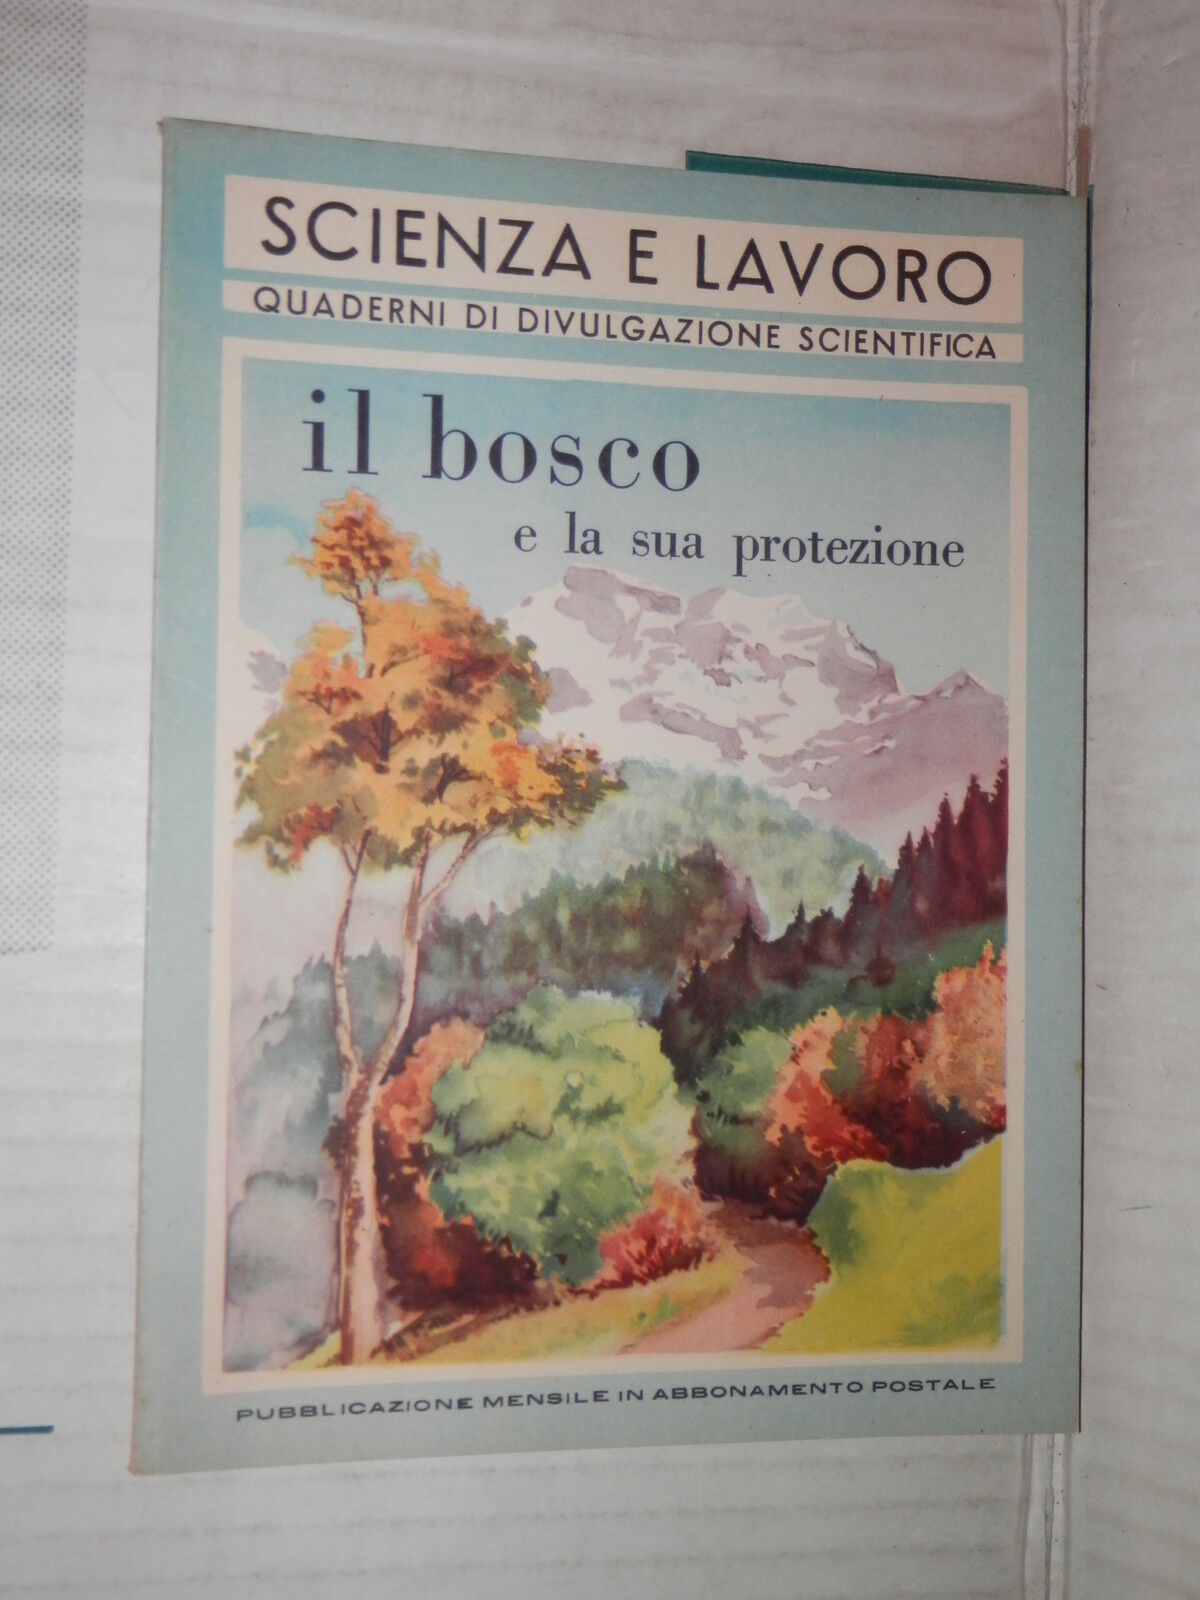 SCIENZA E LAVORO
QUADERNI DI DIVULGAZIONE SCIENTIFICA
il bosco
e la sua protezione
PUBBLICAZIONE MENSILE IN ABBONAMENTO POSTALE